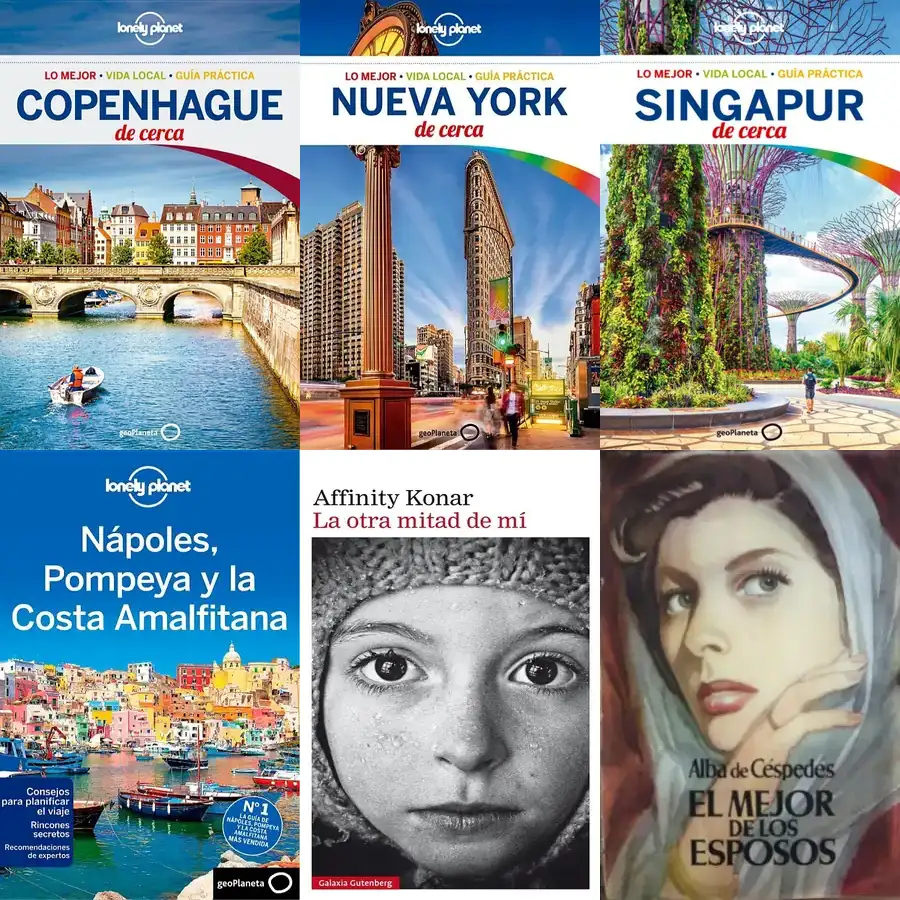 lonely planet
LO MEJOR • VIDA LOCAL • GUÍA PRÁCTICA
COPENHAGUE
de cerca
geoPlaneta
lonely planet
LO MEJOR • VIDA LOCAL • GUÍA PRÁCTICA
NUEVA YORK
de cerca
geoPlaneta
lonely planet
LO MEJOR • VIDA LOCAL • GUÍA PRÁCTICA
SINGAPUR
de cerca
geoPlaneta
lonely planet
Nápoles,
Pompeya y la
Costa Amalfitana
Consejos
para planificar
el viaje
Rincones
secretos
Recomendaciones
de expertos
Nº1
LA GUÍA DE
NÁPOLES, POMPEYA
Y LA COSTA
AMALFITANA
MÁS VENDIDA
geoPlaneta
Affinity Konar
La otra mitad de mí
Galaxia Gutenberg
Alba de Céspedes
EL MEJOR
DE LOS
ESPOSOS